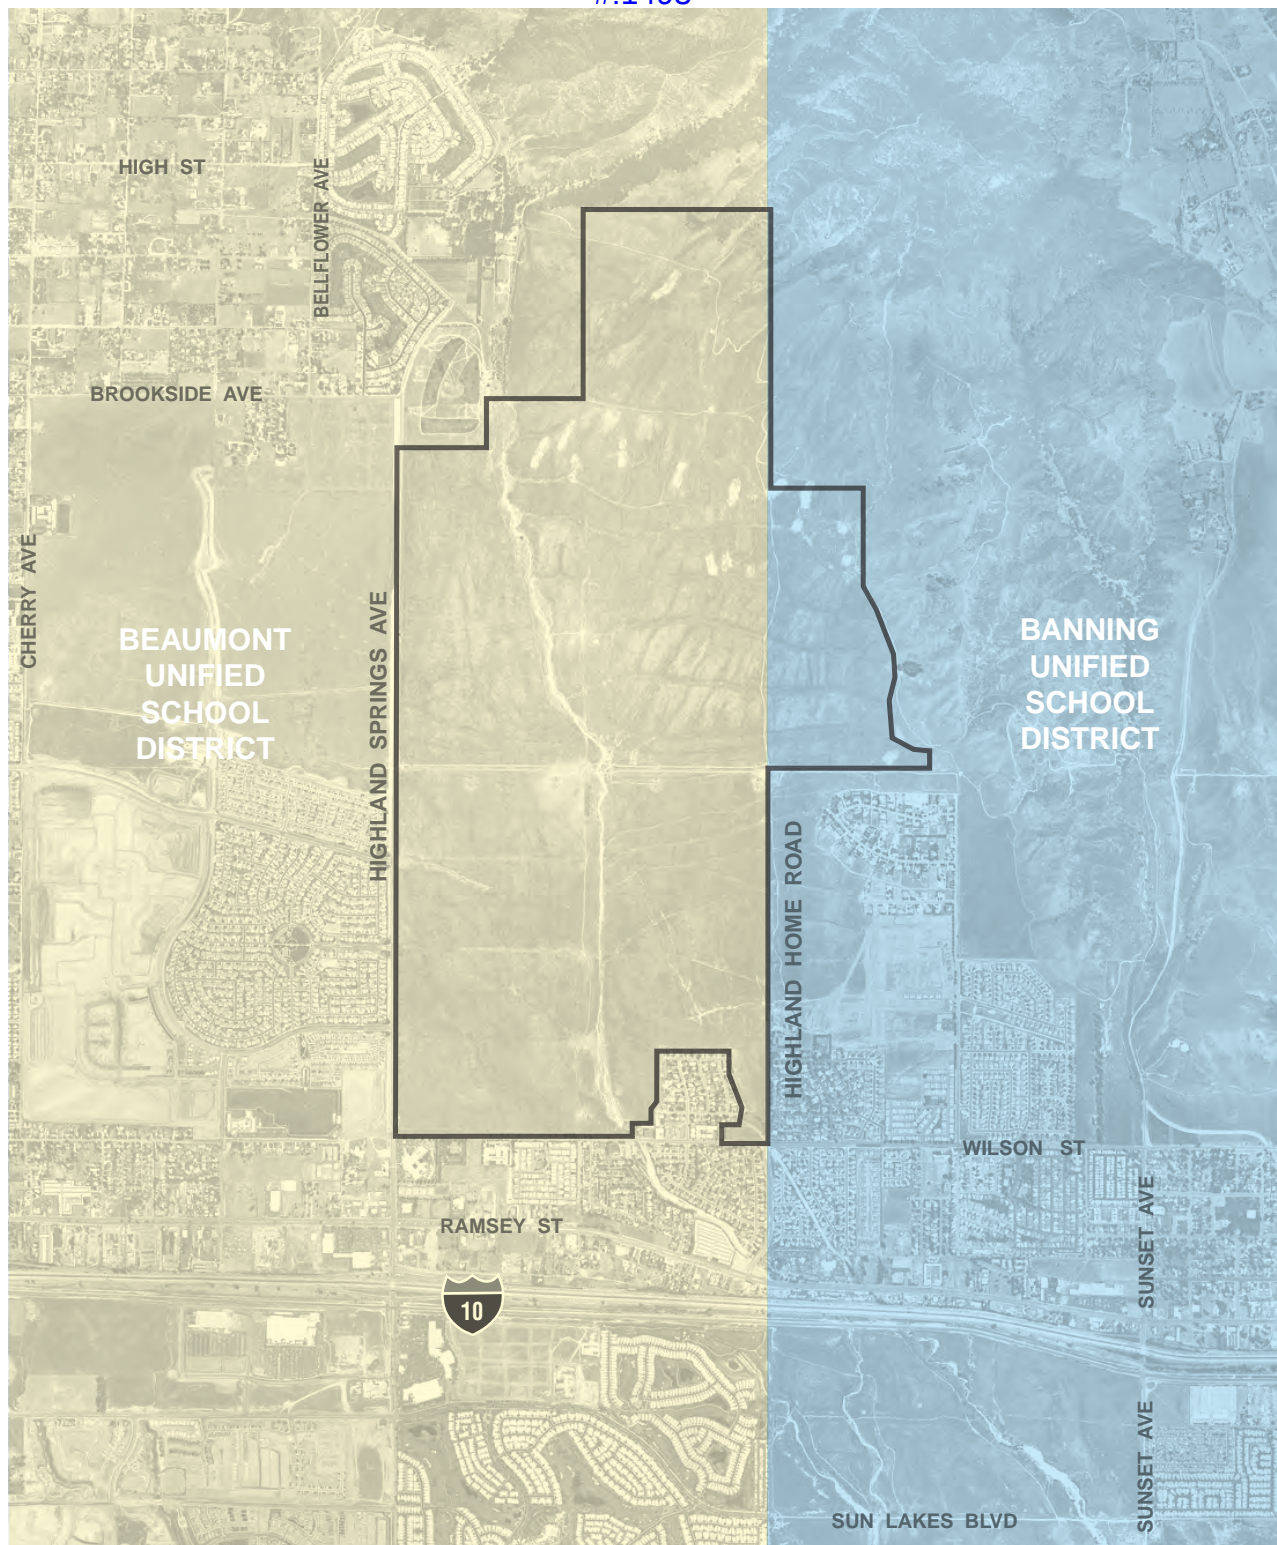 HIGH ST
BELLFLOWER AVE
BROOKSIDE AVE
CHERRY AVE
HIGHLAND SPRINGS AVE
BEAUMONT
UNIFIED
SCHOOL
DISTRICT
BANNING
UNIFIED
SCHOOL
DISTRICT
HIGHLAND HOME ROAD
WILSON ST
SUNSET AVE
RAMSEY ST
10
SUNSET AVE
SUN LAKES BLVD